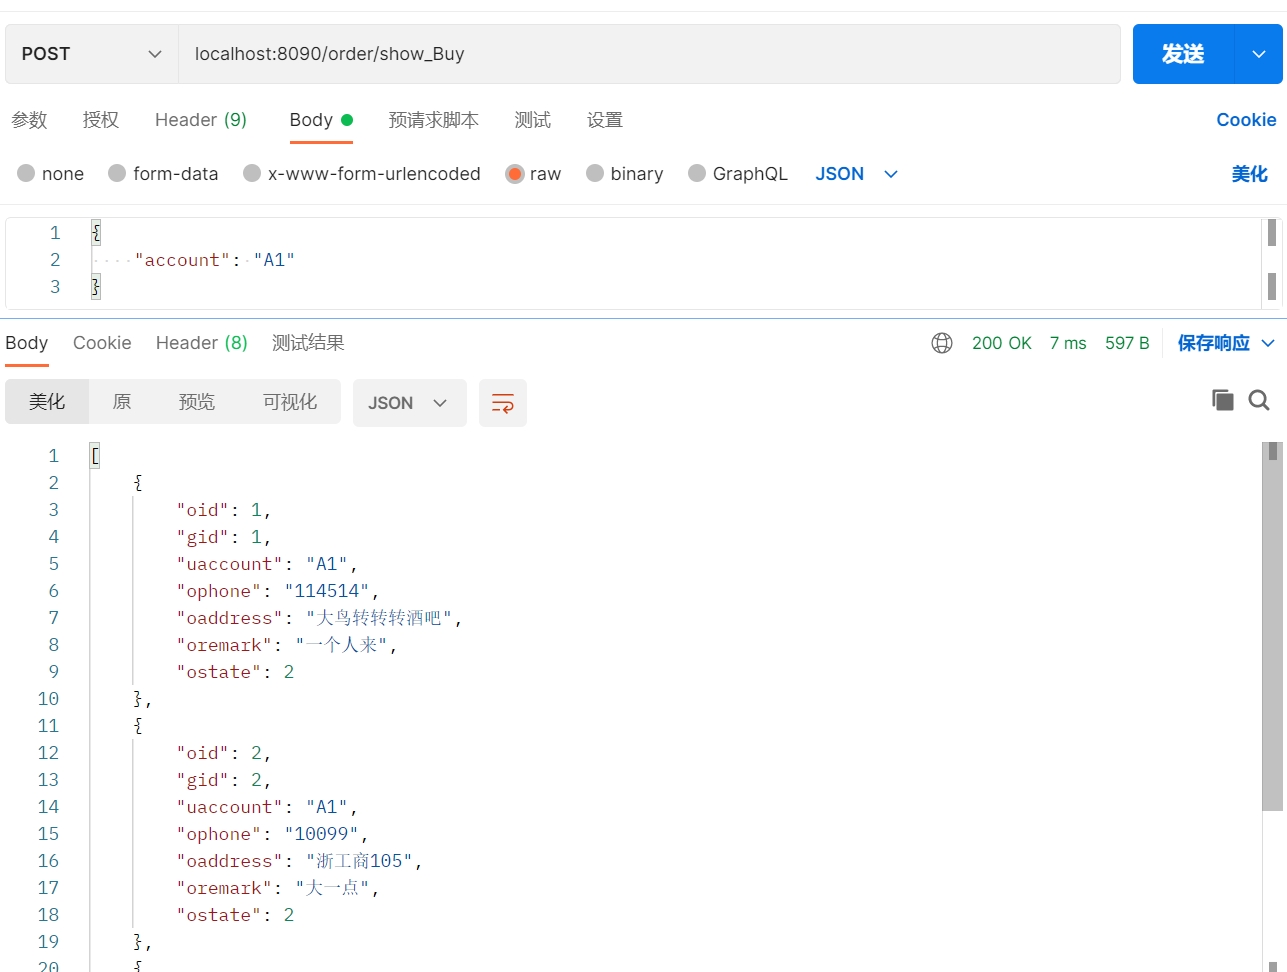 POST localhost:8090/order/show_Buy 发送
参数 授权 Header (9) Body 预请求脚本 测试 设置 Cookie
none form-data x-www-form-urlencoded raw binary GraphQL JSON 美化
1 {
2 "account": "A1"
3 }
Body Cookie Header (8) 测试结果 200 OK 7 ms 597 B 保存响应
美化 原 预览 可视化 JSON
1 [
2 {
3 "oid": 1,
4 "gid": 1,
5 "uaccount": "A1",
6 "ophone": "114514",
7 "oaddress": "大鸟转转转酒吧",
8 "oremark": "一个人来",
9 "ostate": 2
10 },
11 {
12 "oid": 2,
13 "gid": 2,
14 "uaccount": "A1",
15 "ophone": "10099",
16 "oaddress": "浙工商105",
17 "oremark": "大一点",
18 "ostate": 2
19 },
20 {